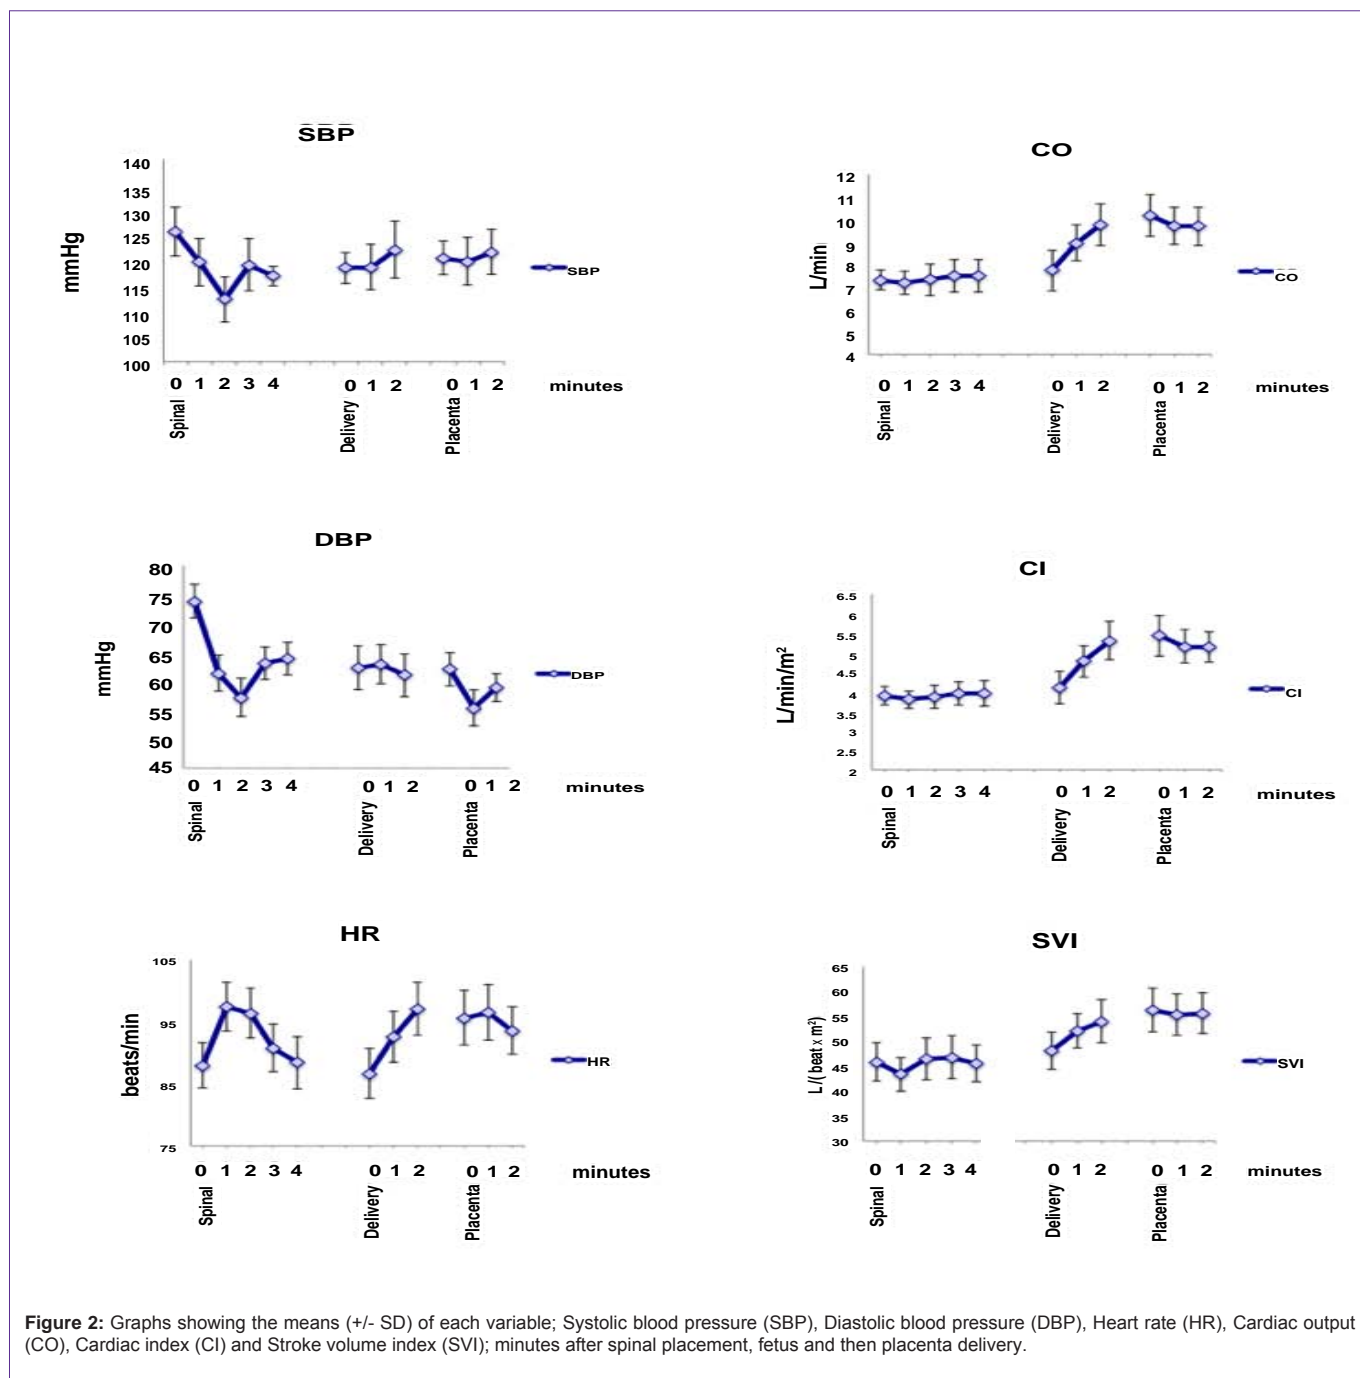 SBP
140
135
130
125
120
115
110
105
100
mmHg
SBP
0 1 2 3 4 0 1 2 0 1 2 minutes
Spinal Delivery Placenta
CO
12
11
10
9
8
7
6
5
4
L/min
CO
0 1 2 3 4 0 1 2 0 1 2 minutes
Spinal Delivery Placenta
DBP
80
75
70
65
60
55
50
45
mmHg
DBP
0 1 2 3 4 0 1 2 0 1 2 minutes
Spinal Delivery Placenta
CI
6.5
6
5.5
5
4.5
4
3.5
3
2.5
2
L/min/m²
CI
0 1 2 3 4 0 1 2 0 1 2 minutes
Spinal Delivery Placenta
HR
105
95
85
75
beats/min
HR
0 1 2 3 4 0 1 2 0 1 2 minutes
Spinal Delivery Placenta
SVI
65
60
55
50
45
40
35
30
L/(beat x m²)
SVI
0 1 2 3 4 0 1 2 0 1 2 minutes
Spinal Delivery Placenta
Figure 2: Graphs showing the means (+/- SD) of each variable; Systolic blood pressure (SBP), Diastolic blood pressure (DBP), Heart rate (HR), Cardiac output
(CO), Cardiac index (CI) and Stroke volume index (SVI); minutes after spinal placement, fetus and then placenta delivery.